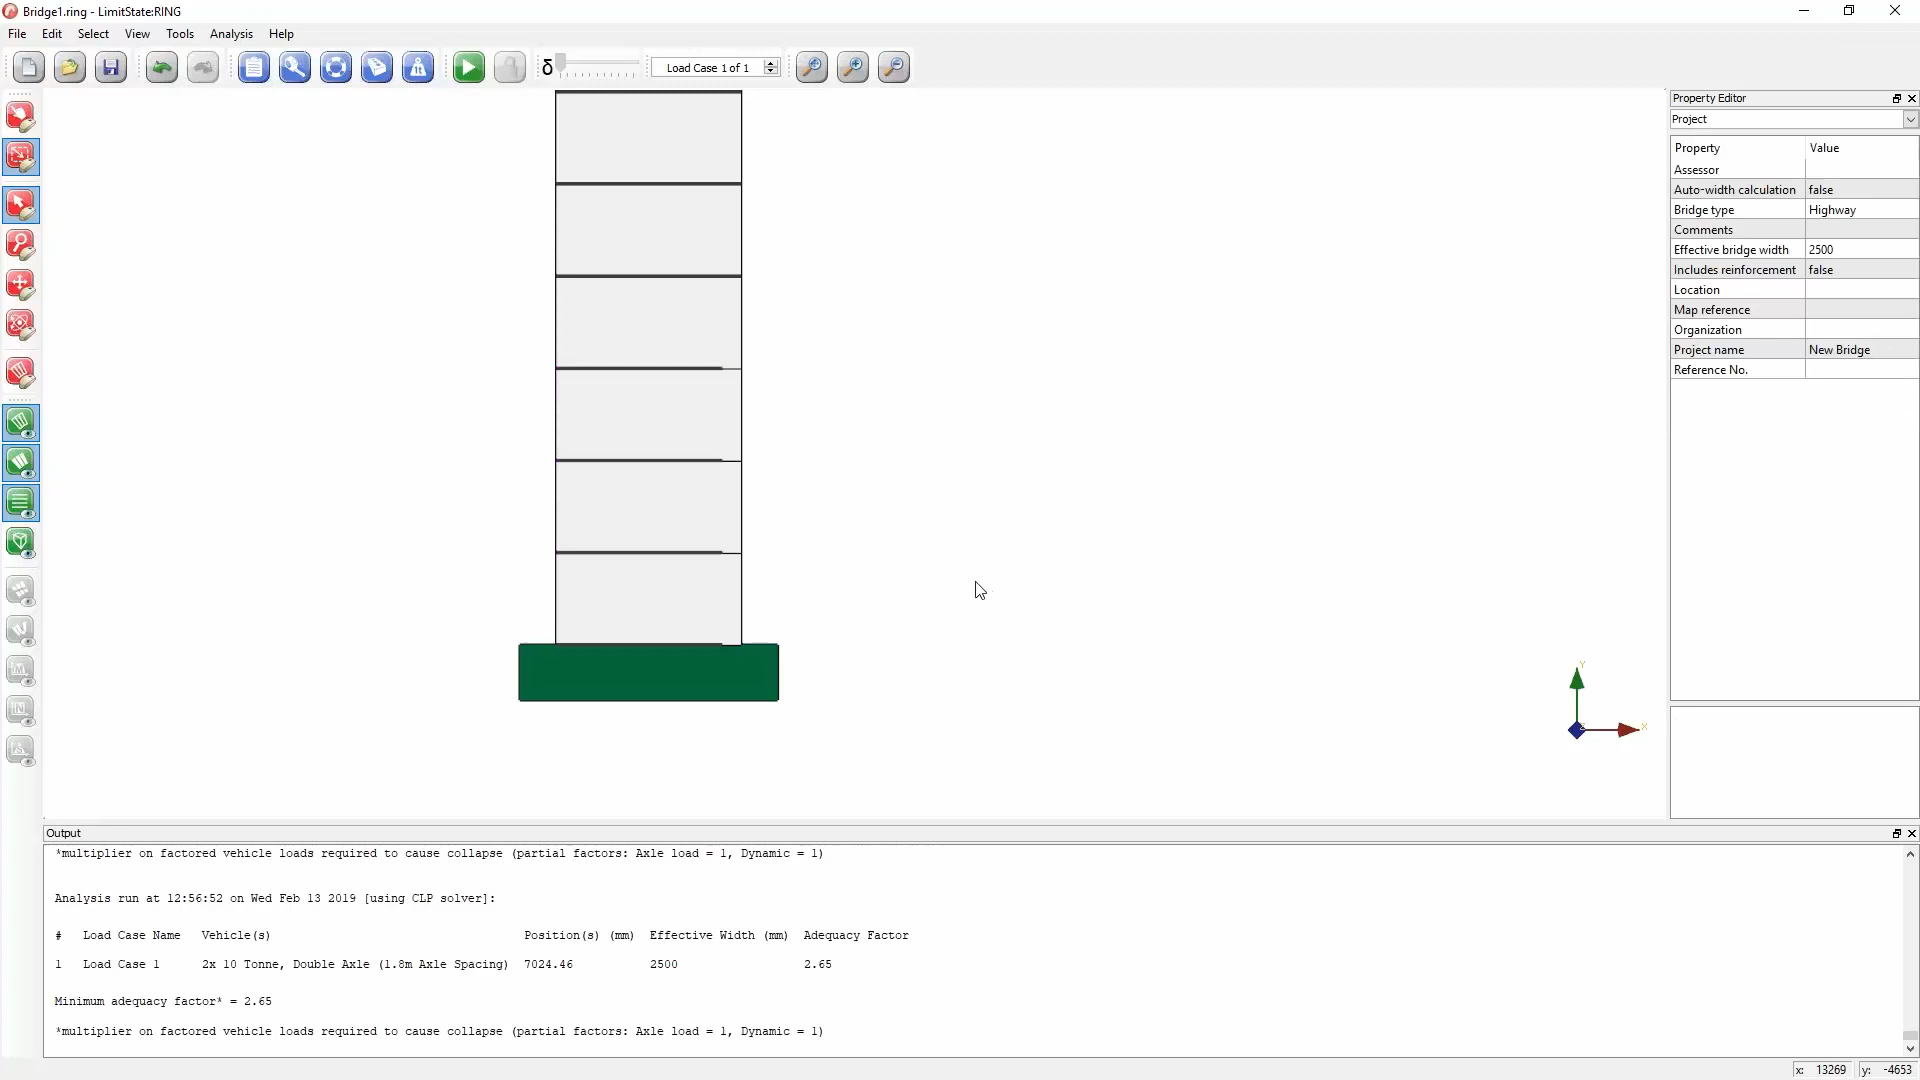 Bridge1.ring - LimitState:RING
File Edit Select View Tools Analysis Help
δ
Load Case 1 of 1
Property Editor
Project
Property Value
Assessor
Auto-width calculation false
Bridge type Highway
Comments
Effective bridge width 2500
Includes reinforcement false
Location
Map reference
Organization
Project name New Bridge
Reference No.
Y
X
Output
*multiplier on factored vehicle loads required to cause collapse (partial factors: Axle load = 1, Dynamic = 1)
Analysis run at 12:56:52 on Wed Feb 13 2019 [using CLP solver]:
# Load Case Name Vehicle(s) Position(s) (mm) Effective Width (mm) Adequacy Factor
1 Load Case 1 2x 10 Tonne, Double Axle (1.8m Axle Spacing) 7024.46 2500 2.65
Minimum adequacy factor* = 2.65
*multiplier on factored vehicle loads required to cause collapse (partial factors: Axle load = 1, Dynamic = 1)
x: 13269 y: -4653